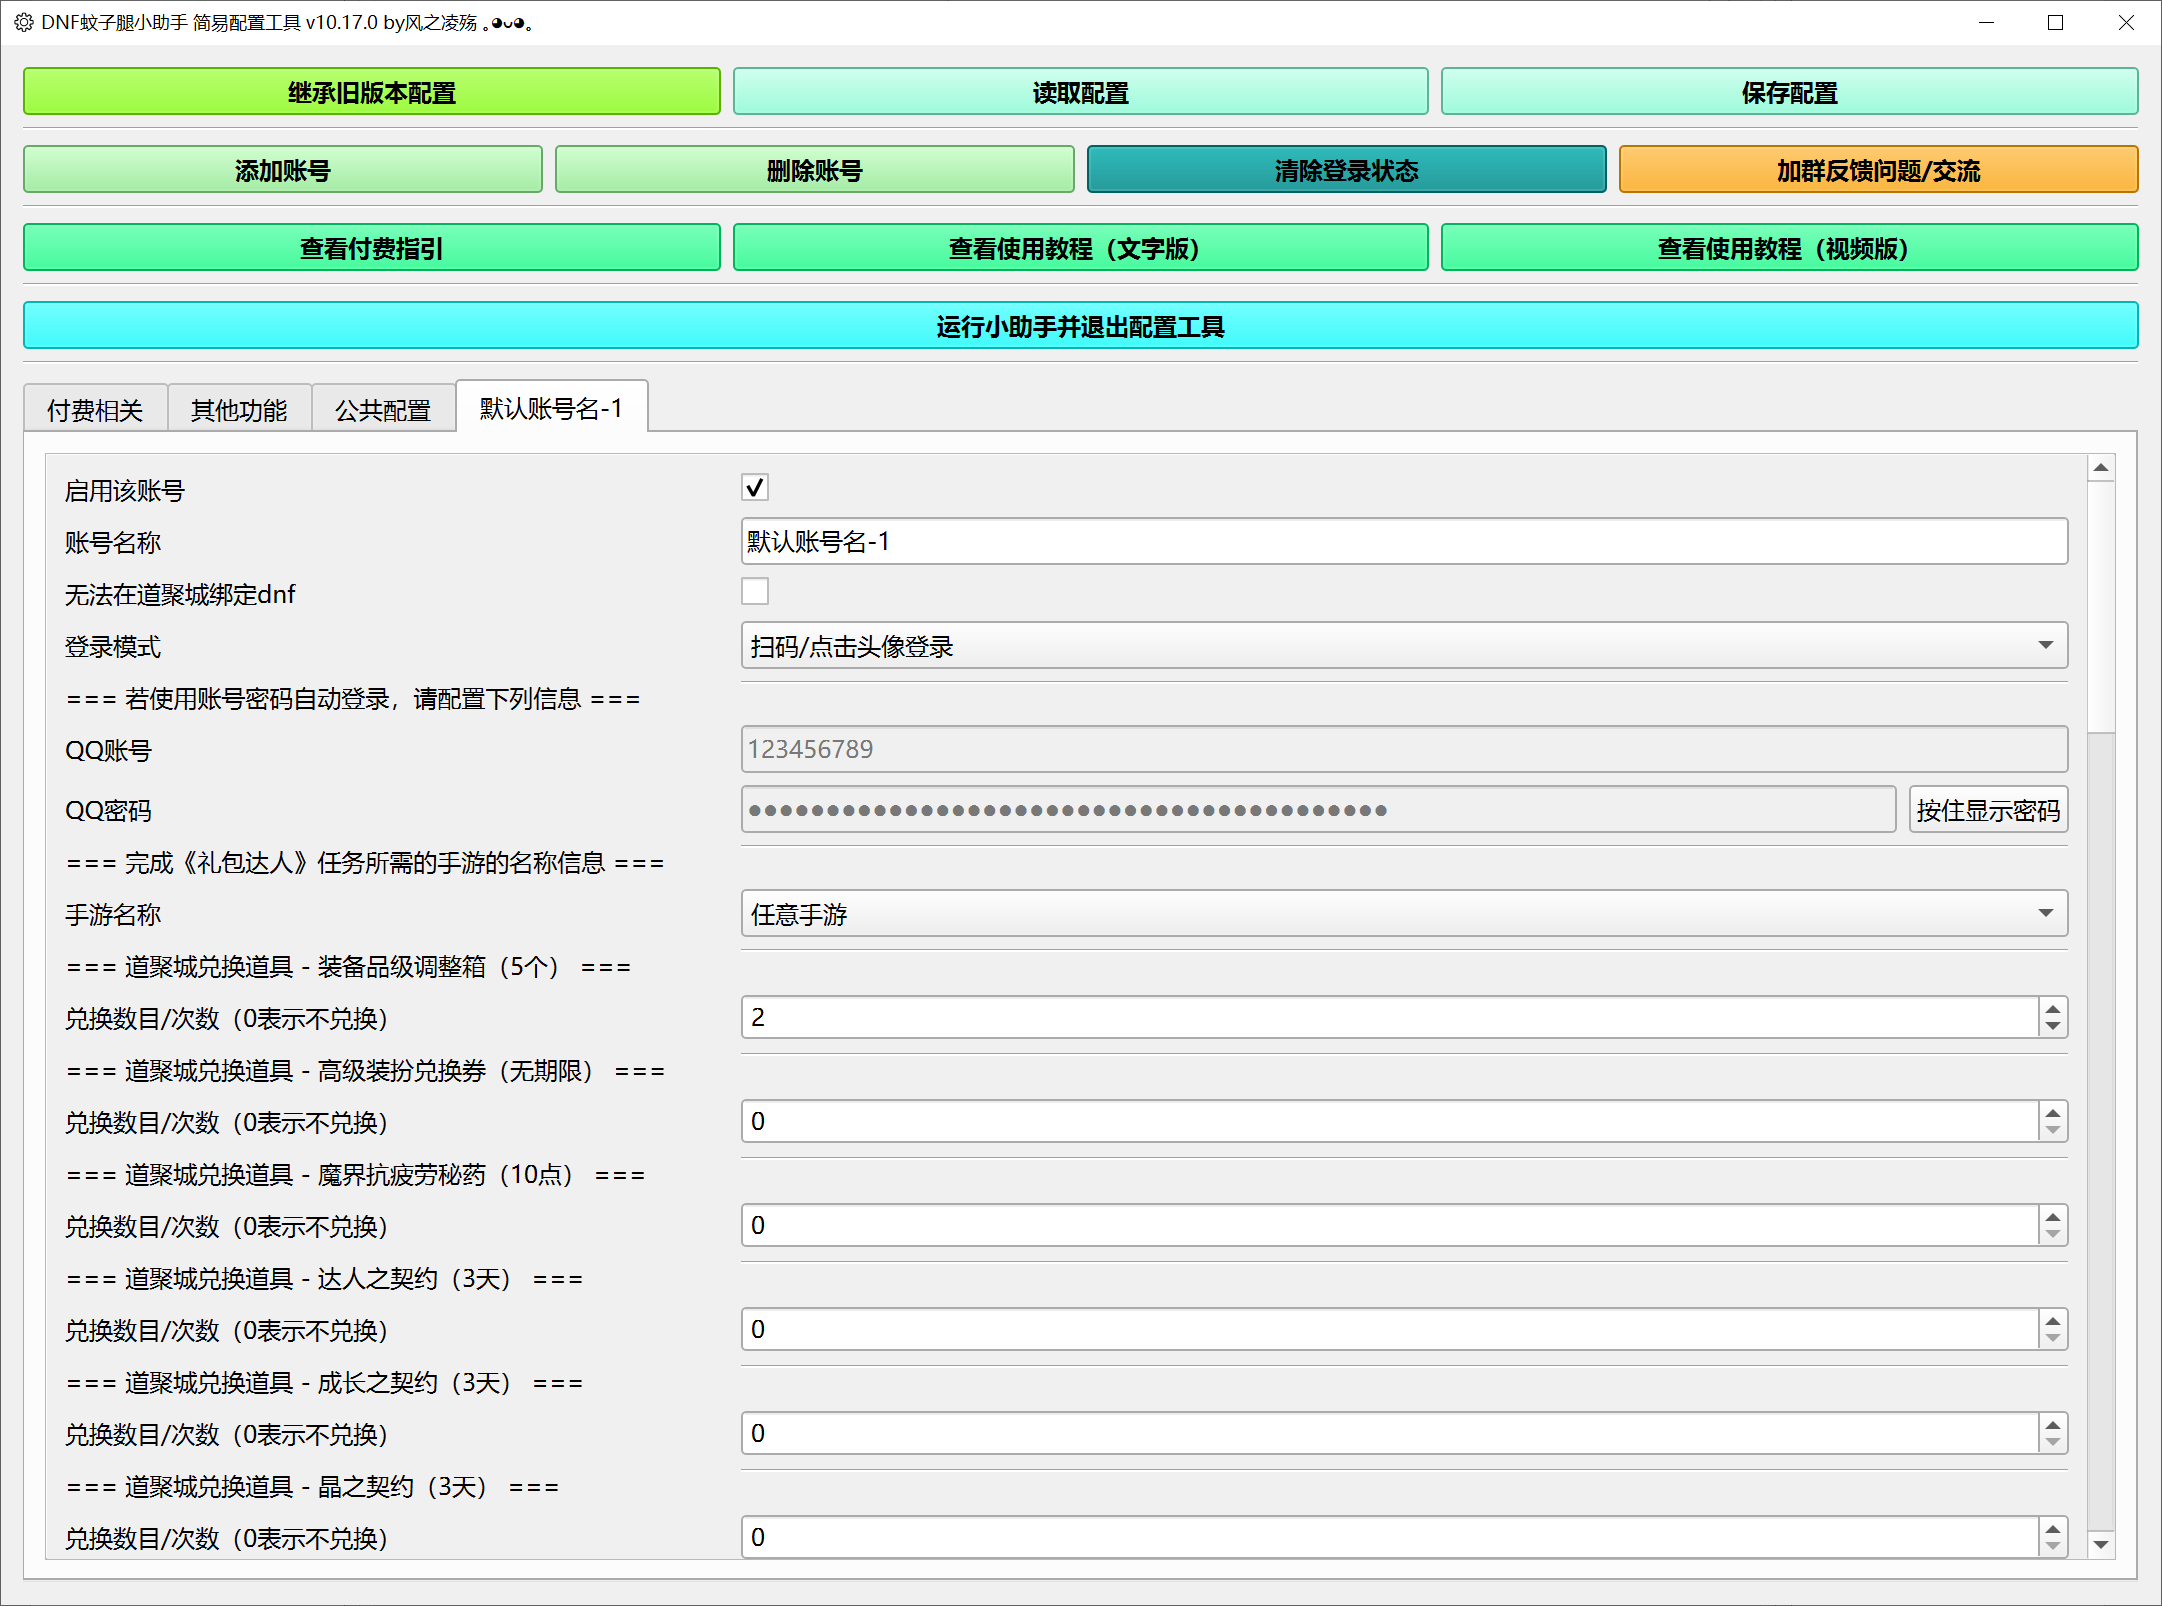 DNF蚊子腿小助手 简易配置工具 v10.17.0 by风之凌殇 。◕ᴗ◕。
继承旧版本配置 读取配置 保存配置
添加账号 删除账号 清除登录状态 加群反馈问题/交流
查看付费指引 查看使用教程（文字版） 查看使用教程（视频版）
运行小助手并退出配置工具
付费相关 其他功能 公共配置 默认账号名-1
启用该账号
账号名称 默认账号名-1
无法在道聚城绑定dnf
登录模式 扫码/点击头像登录
=== 若使用账号密码自动登录，请配置下列信息 ===
QQ账号 123456789
QQ密码 按住显示密码
=== 完成《礼包达人》任务所需的手游的名称信息 ===
手游名称 任意手游
=== 道聚城兑换道具 - 装备品级调整箱（5个） ===
兑换数目/次数（0表示不兑换） 2
=== 道聚城兑换道具 - 高级装扮兑换券（无期限） ===
兑换数目/次数（0表示不兑换） 0
=== 道聚城兑换道具 - 魔界抗疲劳秘药（10点） ===
兑换数目/次数（0表示不兑换） 0
=== 道聚城兑换道具 - 达人之契约（3天） ===
兑换数目/次数（0表示不兑换） 0
=== 道聚城兑换道具 - 成长之契约（3天） ===
兑换数目/次数（0表示不兑换） 0
=== 道聚城兑换道具 - 晶之契约（3天） ===
兑换数目/次数（0表示不兑换） 0